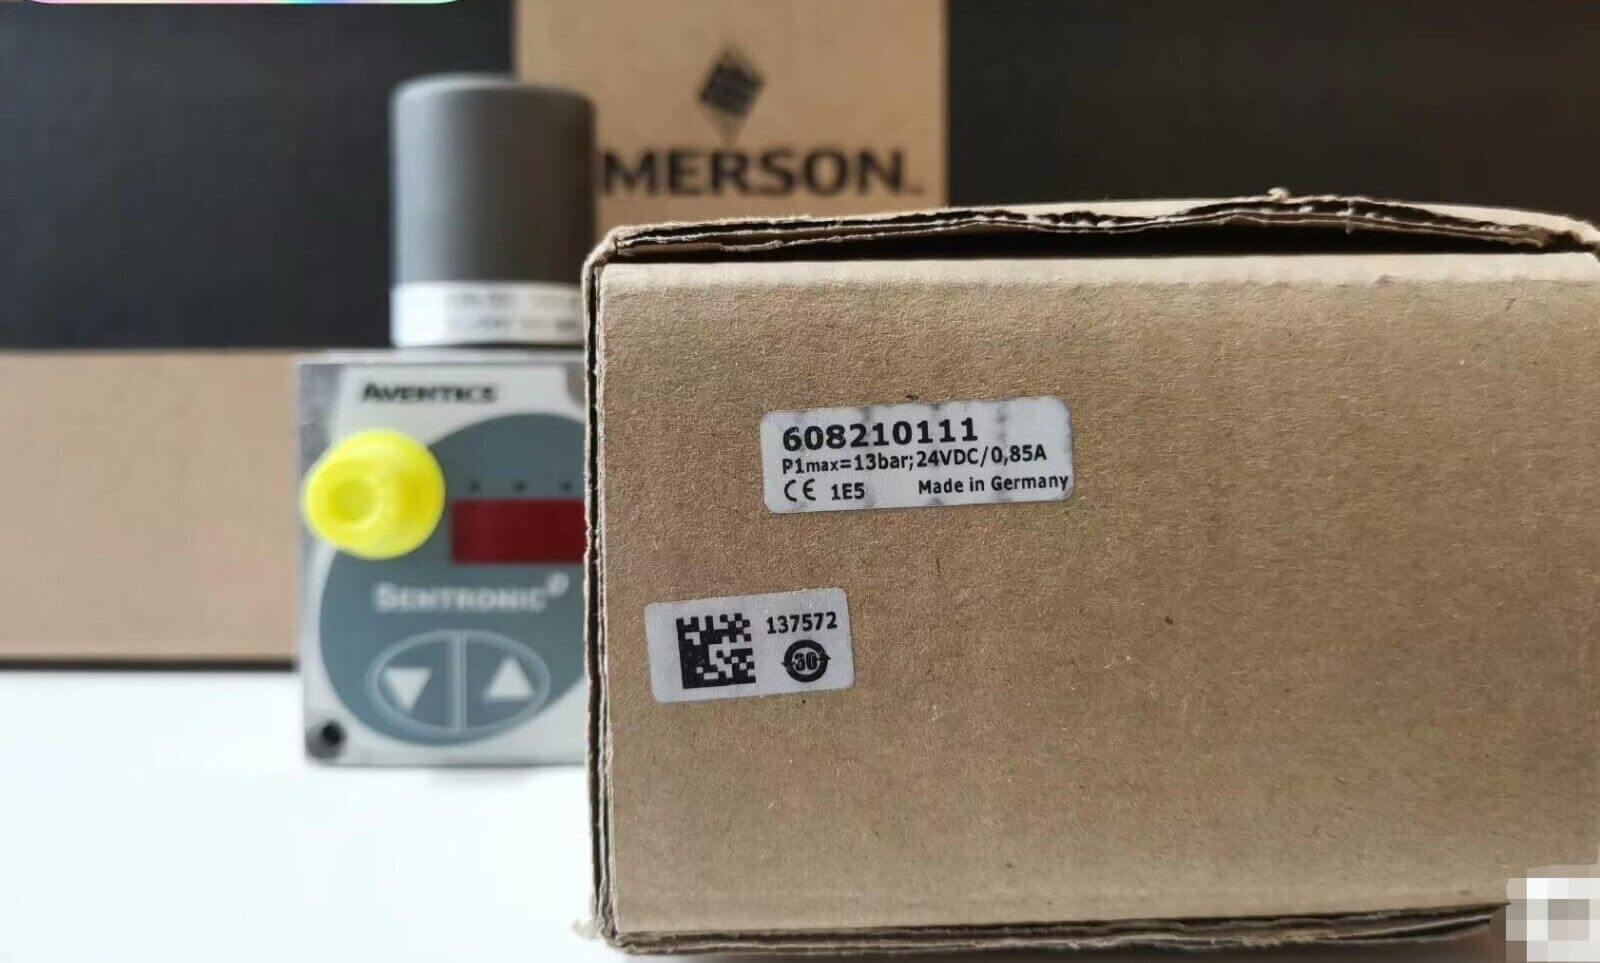 MERSON.
AVENTICS
SENTRONIC D
608210111
P1max=13bar;24VDC/0,85A
CE 1E5 Made in Germany
137572
30